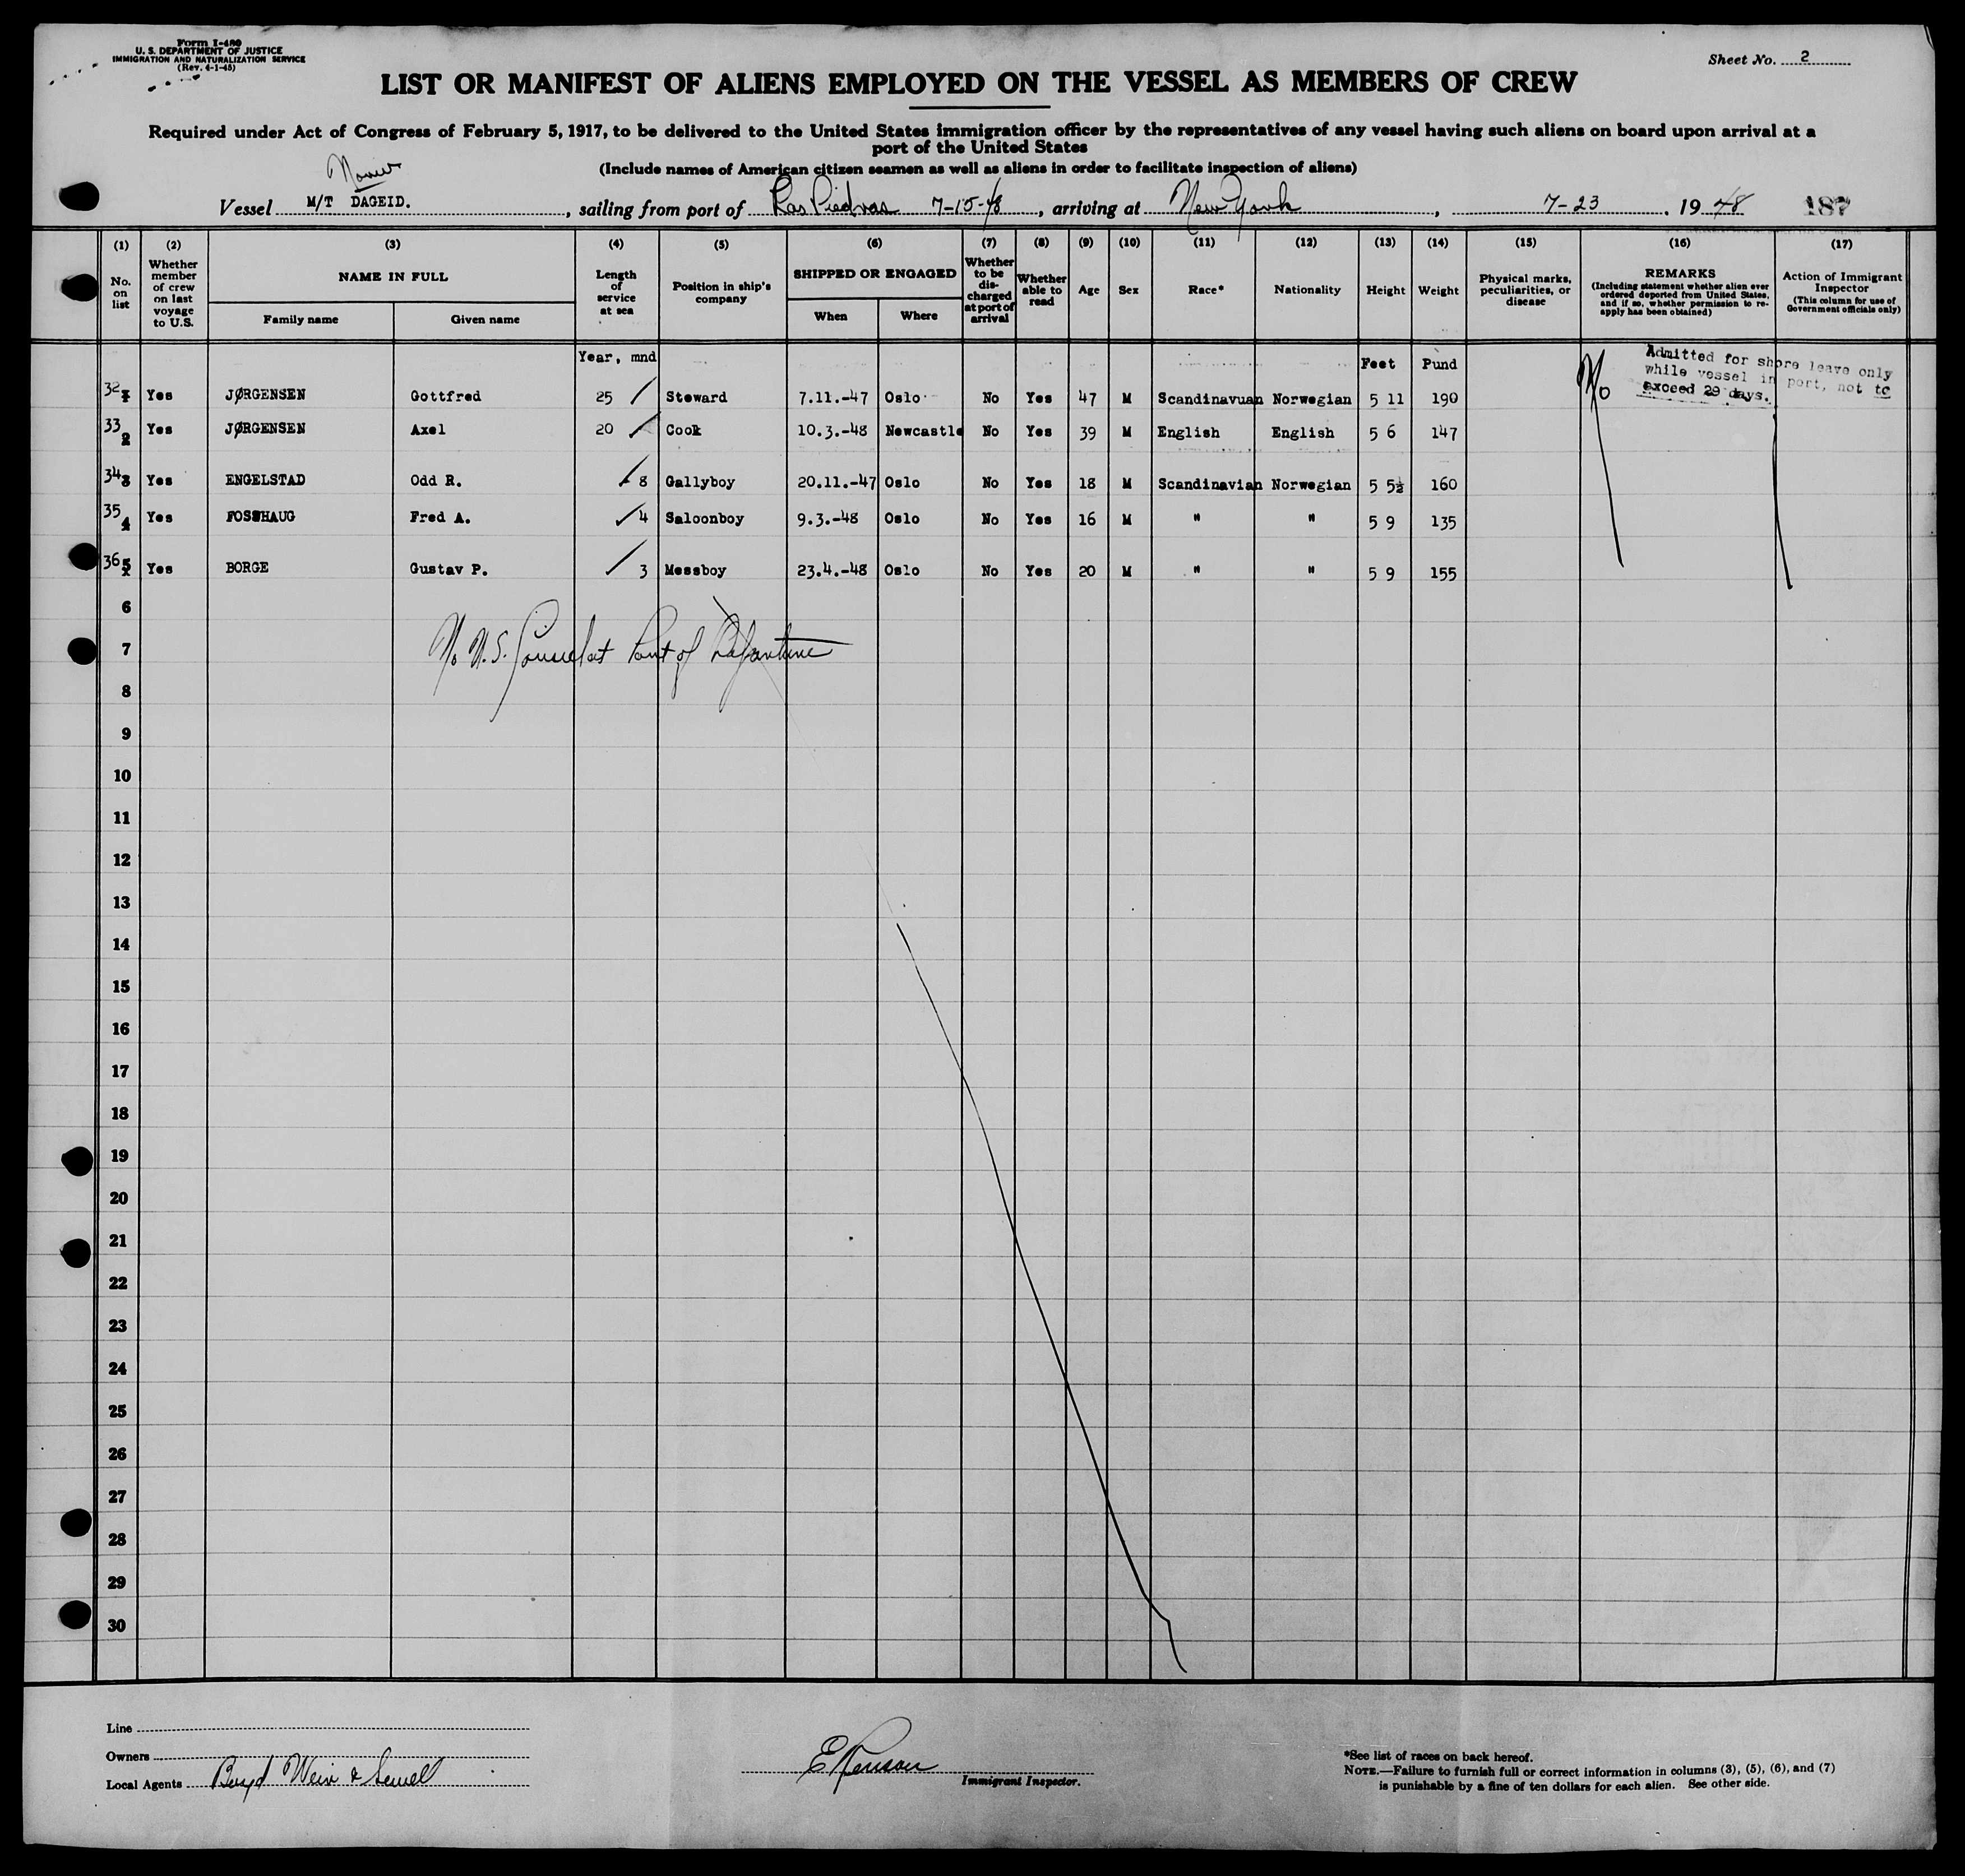 Form I-480
U. S. DEPARTMENT OF JUSTICE
IMMIGRATION AND NATURALIZATION SERVICE
(Rev. 4-1-45)
Sheet No. 2
LIST OR MANIFEST OF ALIENS EMPLOYED ON THE VESSEL AS MEMBERS OF CREW
Required under Act of Congress of February 5, 1917, to be delivered to the United States immigration officer by the representatives of any vessel having such aliens on board upon arrival at a
port of the United States
(Include names of American citizen seamen as well as aliens in order to facilitate inspection of aliens)
Vessel M/T DAGEID. , sailing from port of Las Piedras 7-15-48 , arriving at New York , 7-23 , 19 48 187
(1) (2) (3) (4) (5) (6) (7) (8) (9) (10) (11) (12) (13) (14) (15) (16) (17)
No. on list
Whether member of crew on last voyage to U.S.
NAME IN FULL
Family name
Given name
Length of service at sea
Position in ship's company
SHIPPED OR ENGAGED
When
Where
Whether to be discharged at port of arrival
Whether able to read
Age
Sex
Race*
Nationality
Height
Weight
Physical marks, peculiarities, or disease
REMARKS
(Including statement whether alien ever ordered deported from United States, and if so, whether permission to re-apply has been obtained)
Action of Immigrant Inspector
(This column for use of Government officials only)
Year, mnd Feet Pund
32 1 Yes JØRGENSEN Gottfred 25 Steward 7.11.-47 Oslo No Yes 47 M Scandinavuan Norwegian 5 11 190
33 2 Yes JØRGENSEN Axel 20 Cook 10.3.-48 Newcastle No Yes 39 M English English 5 6 147
34 3 Yes ENGELSTAD Odd R. 8 Gallyboy 20.11.-47 Oslo No Yes 18 M Scandinavian Norwegian 5 5½ 160
35 4 Yes FOSSHAUG Fred A. 4 Saloonboy 9.3.-48 Oslo No Yes 16 M " " 5 9 135
36 5 Yes BORGE Gustav P. 3 Messboy 23.4.-48 Oslo No Yes 20 M " " 5 9 155
No
Admitted for shore leave only
while vessel in port, not to
exceed 29 days.
6
7
No U.S. Consul at Port of Departure
8
9
10
11
12
13
14
15
16
17
18
19
20
21
22
23
24
25
26
27
28
29
30
Line
Owners
Local Agents Boyd Weir & Sewell
Immigrant Inspector.
*See list of races on back hereof.
NOTE.—Failure to furnish full or correct information in columns (3), (5), (6), and (7)
is punishable by a fine of ten dollars for each alien. See other side.